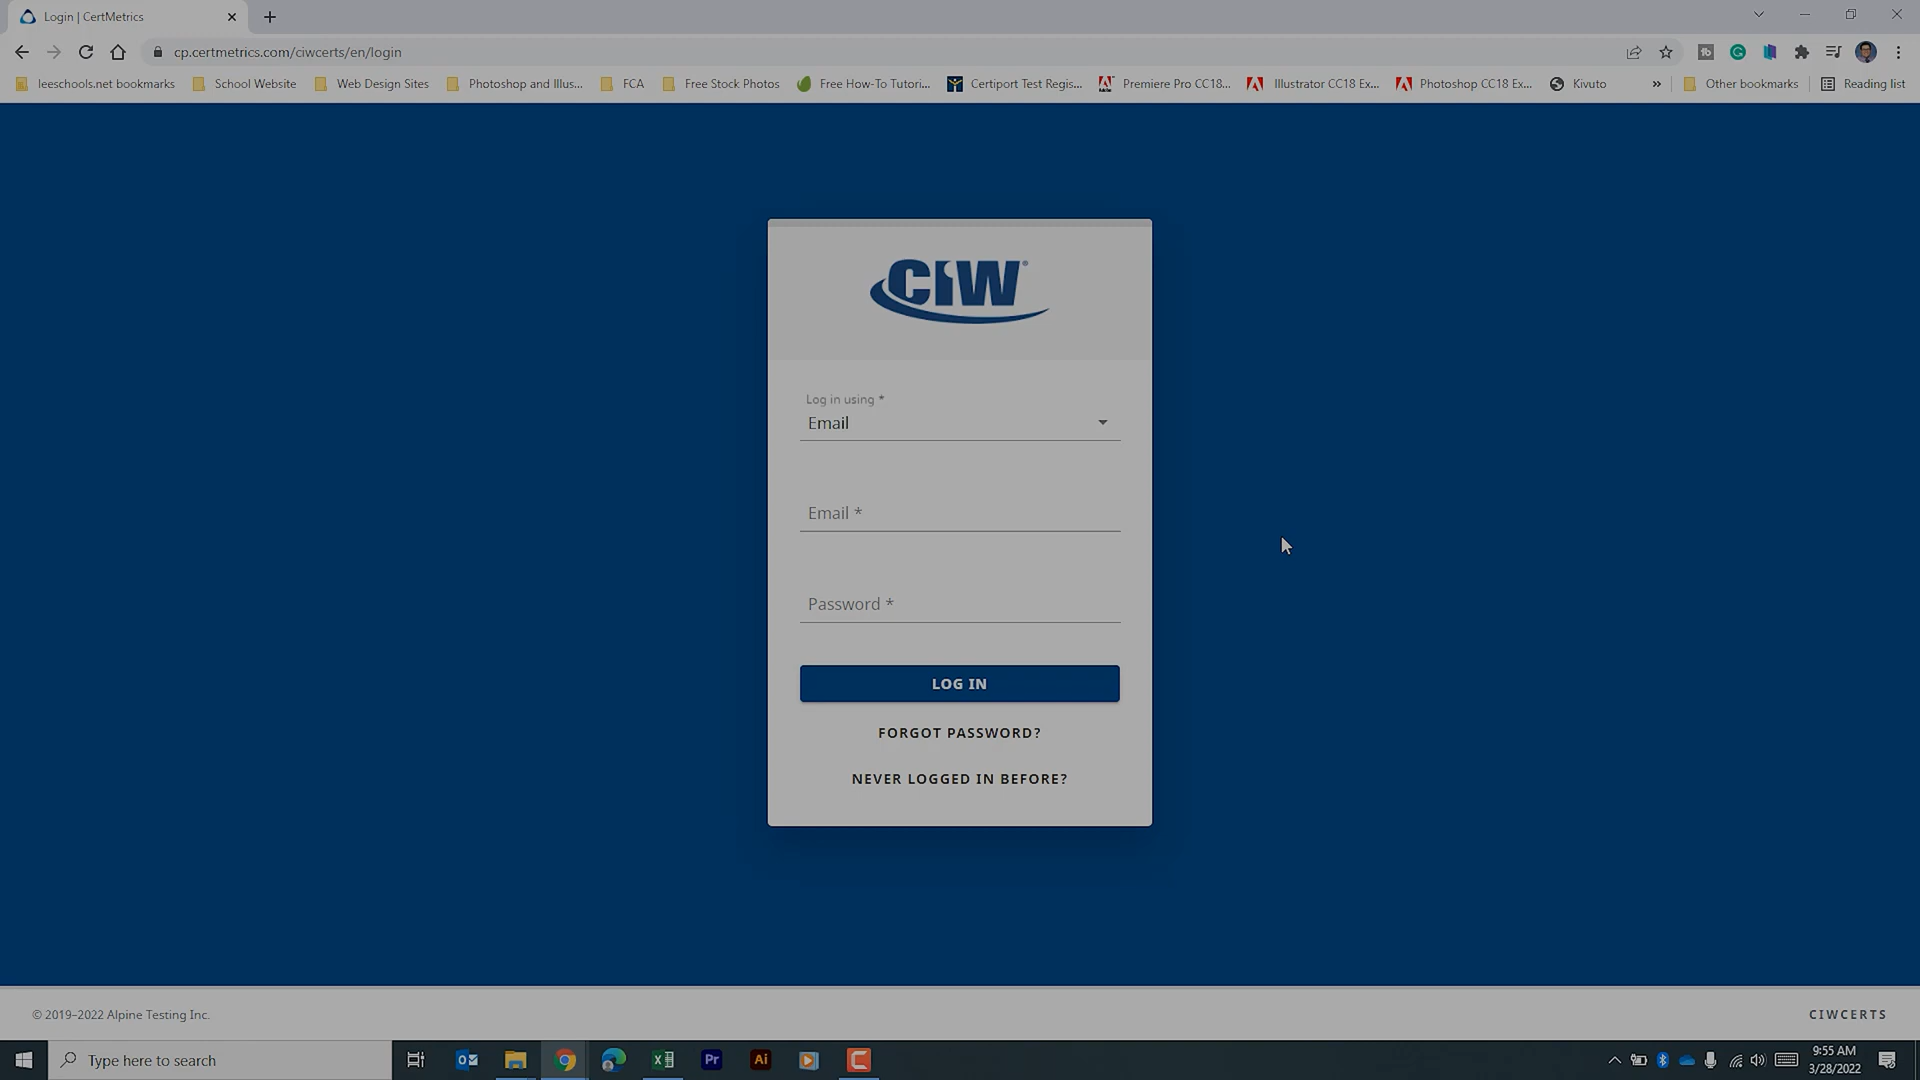 Login | CertMetrics
cp.certmetrics.com/ciwcerts/en/login
leeschools.net bookmarks School Website Web Design Sites Photoshop and Illus... FCA Free Stock Photos Free How-To Tutori... Certiport Test Regis... Premiere Pro CC18... Illustrator CC18 Ex... Photoshop CC18 Ex... Kivuto » Other bookmarks Reading list
CIW®
Log in using *
Email
Email *
Password *
LOG IN
FORGOT PASSWORD?
NEVER LOGGED IN BEFORE?
© 2019–2022 Alpine Testing Inc. CIWCERTS
Type here to search
Pr
Ai
9:55 AM
3/28/2022